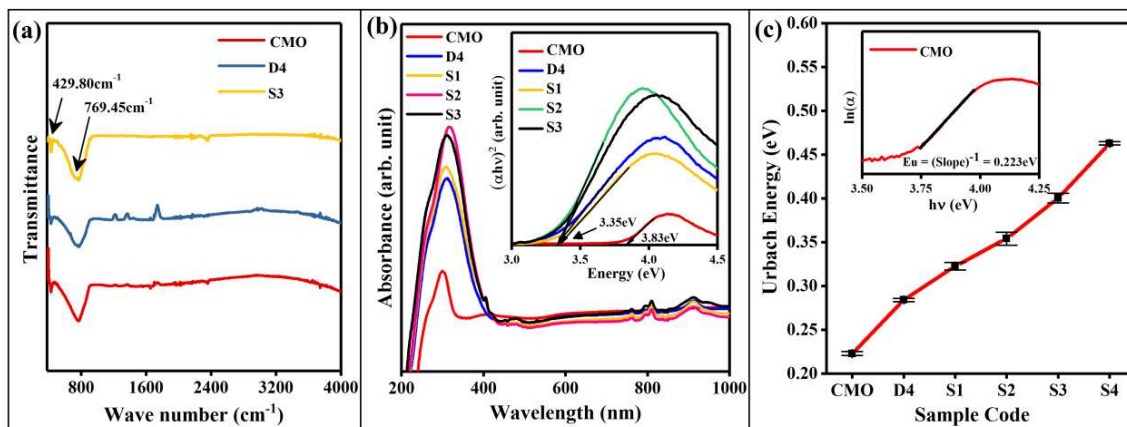 (a)
CMO
D4
S3
429.80cm⁻¹
769.45cm⁻¹
Transmittance
800 1600 2400 3200 4000
Wave number (cm⁻¹)
(b)
CMO
D4
S1
S2
S3
Absorbance (arb. unit)
200 400 600 800 1000
Wavelength (nm)
CMO
D4
S1
S2
S3
(αhν)² (arb. unit)
3.35eV
3.83eV
3.0 3.5 4.0 4.5
Energy (eV)
(c)
Urbach Energy (eV)
0.60
0.55
0.50
0.45
0.40
0.35
0.30
0.25
0.20
CMO D4 S1 S2 S3 S4
Sample Code
CMO
ln(α)
Eu = (Slope)⁻¹ = 0.223eV
3.50 3.75 4.00 4.25
hν (eV)